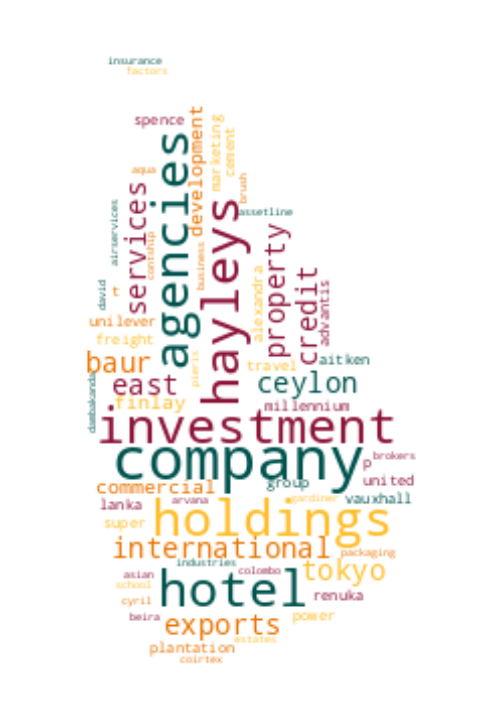 insurance
factors
spence
agencies
development
marketing
cement
aqua
services
hayleys
brush
assetline
airservices
contship
business
property
credit
advantis
alexandra
david
unilever
freight
pieris
travel
aitken
baur
east
ceylon
dambakanda
finlay
millennium
investment
company
brokers
p
united
group
commercial
gardiner
vauxhall
lanka
arvana
super
holdings
international
packaging
industries
colombo
tokyo
asian
school
hotel
renuka
cyril
beira
exports
power
estates
plantation
coirtex